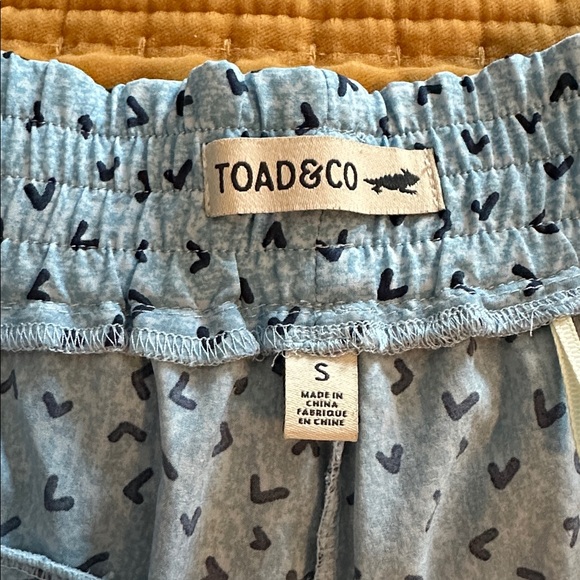 TOAD&CO
S
MADE IN
CHINA
FABRIQUE
EN CHINE